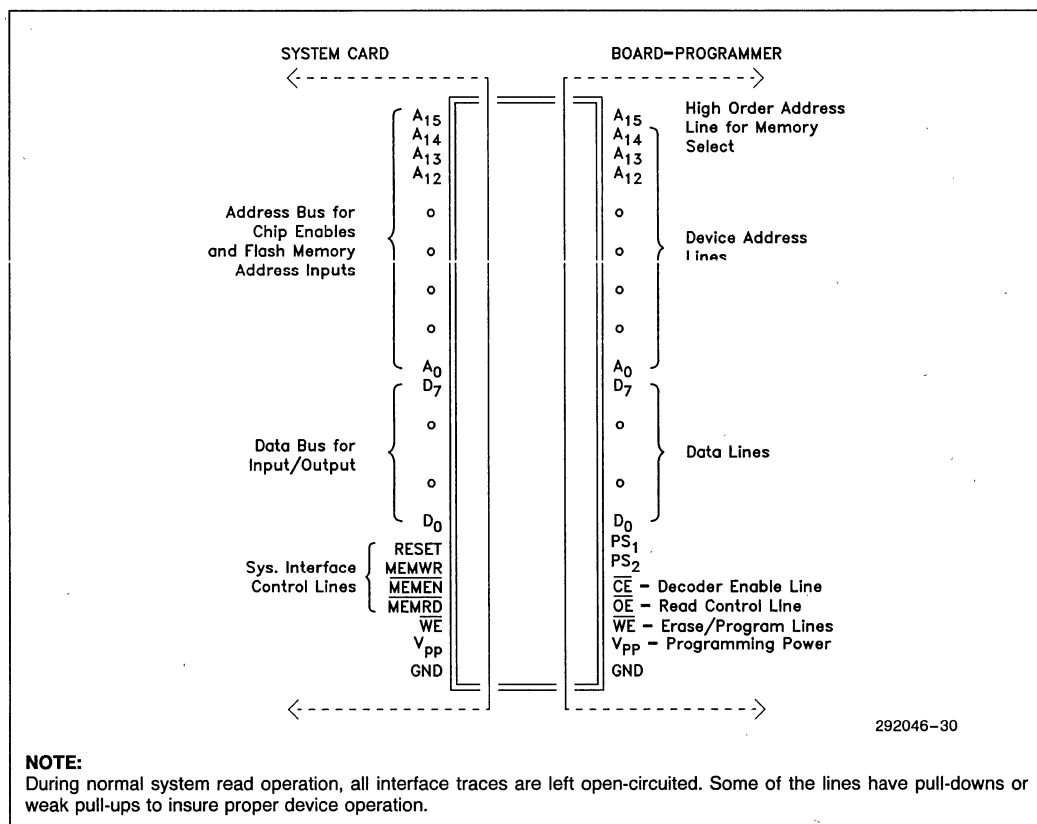 SYSTEM CARD
BOARD-PROGRAMMER
A15
A14
A13
A12
Address Bus for
Chip Enables
and Flash Memory
Address Inputs
A0
D7
Data Bus for
Input/Output
D0
Sys. Interface
Control Lines
RESET
MEMWR
MEMEN
MEMRD
WE
VPP
GND
A15
A14
A13
A12
High Order Address
Line for Memory
Select
Device Address
Lines
A0
D7
Data Lines
D0
PS1
PS2
CE – Decoder Enable Line
OE – Read Control Line
WE – Erase/Program Lines
VPP – Programming Power
GND
292046-30
NOTE:
During normal system read operation, all interface traces are left open-circuited. Some of the lines have pull-downs or
weak pull-ups to insure proper device operation.